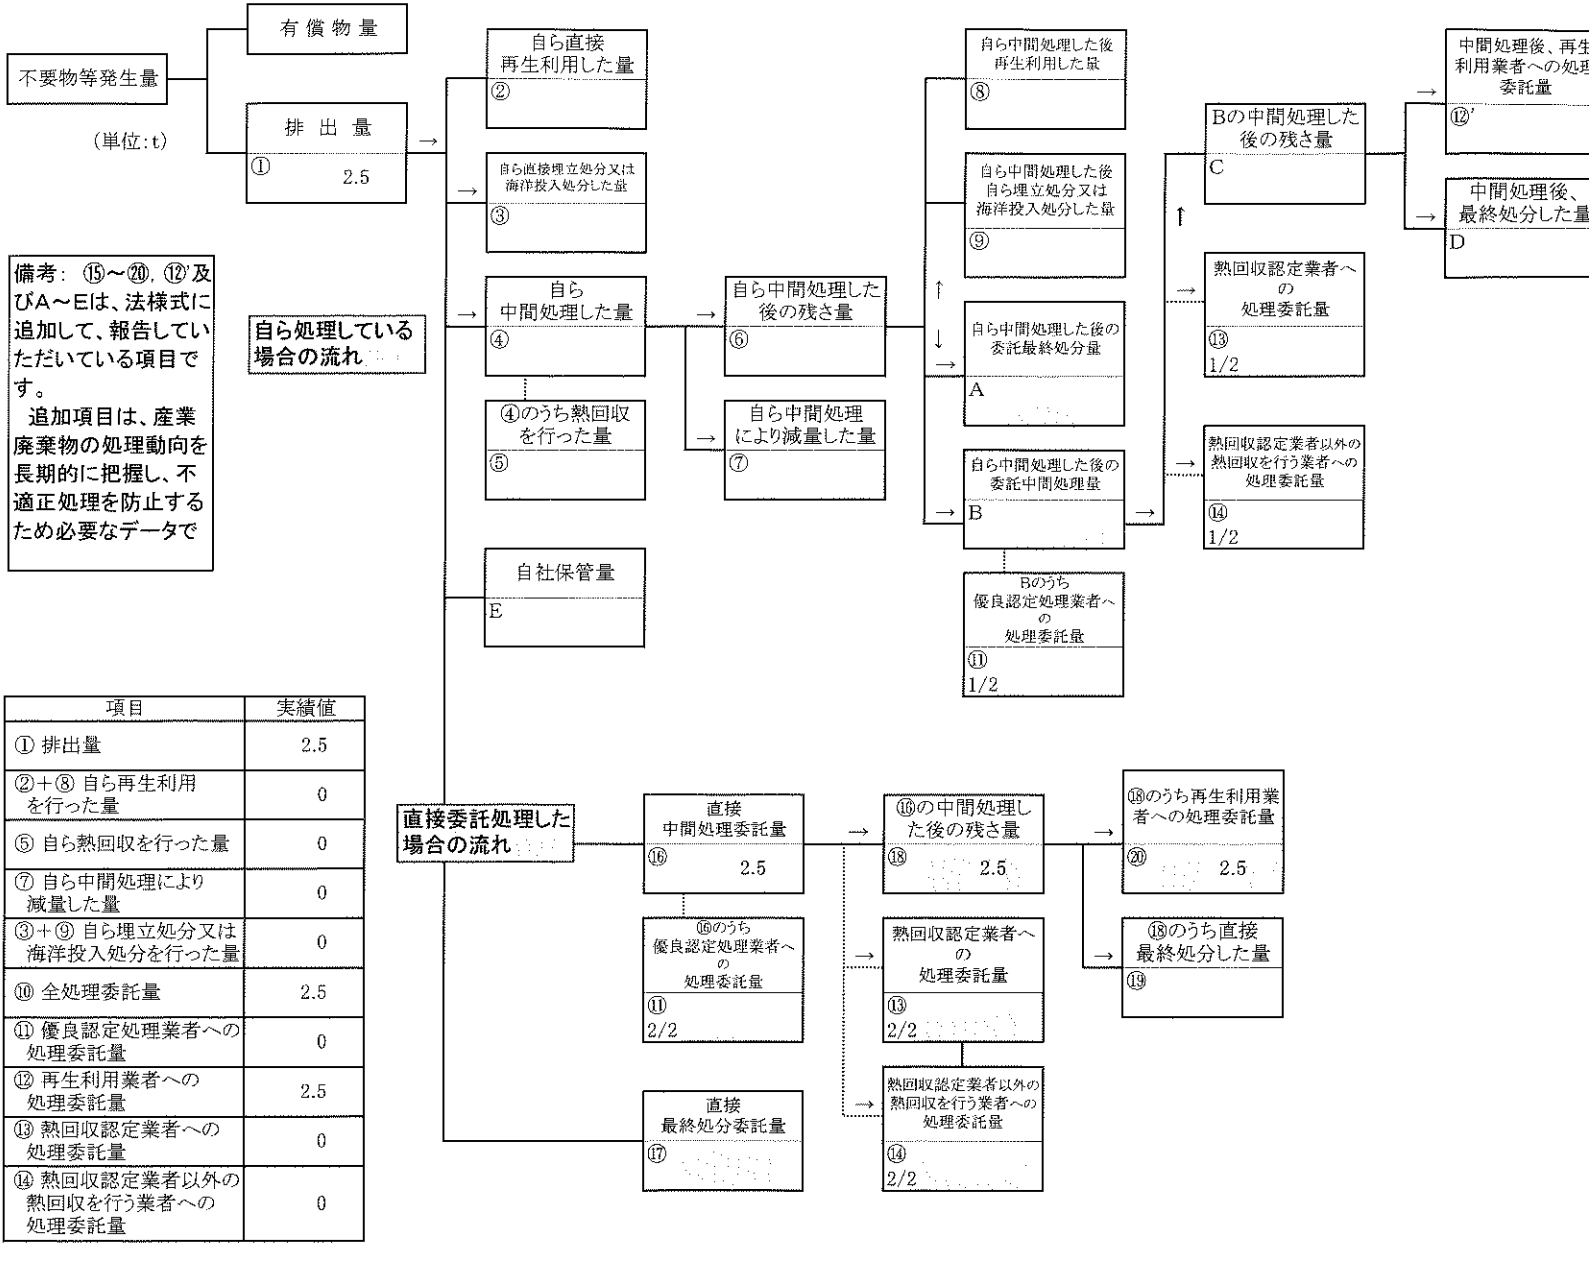 有償物量
不要物等発生量
(単位:t)
排出量
①
2.5
→
備考: ⑮~⑳, ⑫'及
びA~Eは、法様式に
追加して、報告してい
ただいている項目で
す。
追加項目は、産業
廃棄物の処理動向を
長期的に把握し、不
適正処理を防止する
ため必要なデータで
自ら処理している
場合の流れ
自ら直接
再生利用した量
②
→
自ら直接埋立処分又は
海洋投入処分した量
③
→
自ら
中間処理した量
④
④のうち熱回収
を行った量
⑤
自社保管量
E
→
自ら中間処理した
後の残さ量
⑥
→
自ら中間処理
により減量した量
⑦
自ら中間処理した後
再生利用した量
⑧
自ら中間処理した後
自ら埋立処分又は
海洋投入処分した量
⑨
↑
↓
→
自ら中間処理した後の
委託最終処分量
A
→
自ら中間処理した後の
委託中間処理量
B
→
Bのうち
優良認定処理業者へ
の
処理委託量
⑪
1/2
Bの中間処理した
後の残さ量
C
↑
→
熱回収認定業者へ
の
処理委託量
⑬
1/2
→
熱回収認定業者以外の
熱回収を行う業者への
処理委託量
⑭
1/2
→
中間処理後、再生
利用業者への処理
委託量
⑫'
→
中間処理後、
最終処分した量
D
項目 実績値
① 排出量 2.5
②+⑧ 自ら再生利用
を行った量 0
⑤ 自ら熱回収を行った量 0
⑦ 自ら中間処理により
減量した量 0
③+⑨ 自ら埋立処分又は
海洋投入処分を行った量 0
⑩ 全処理委託量 2.5
⑪ 優良認定処理業者への
処理委託量 0
⑫ 再生利用業者への
処理委託量 2.5
⑬ 熱回収認定業者への
処理委託量 0
⑭ 熱回収認定業者以外の
熱回収を行う業者への
処理委託量 0
直接委託処理した
場合の流れ
直接
中間処理委託量
⑯
2.5
⑯のうち
優良認定処理業者へ
の
処理委託量
⑪
2/2
直接
最終処分委託量
⑰
→
⑯の中間処理し
た後の残さ量
⑱
2.5
→
熱回収認定業者へ
の
処理委託量
⑬
2/2
→
熱回収認定業者以外の
熱回収を行う業者への
処理委託量
⑭
2/2
→
⑱のうち再生利用業
者への処理委託量
⑳
2.5
→
⑱のうち直接
最終処分した量
⑲